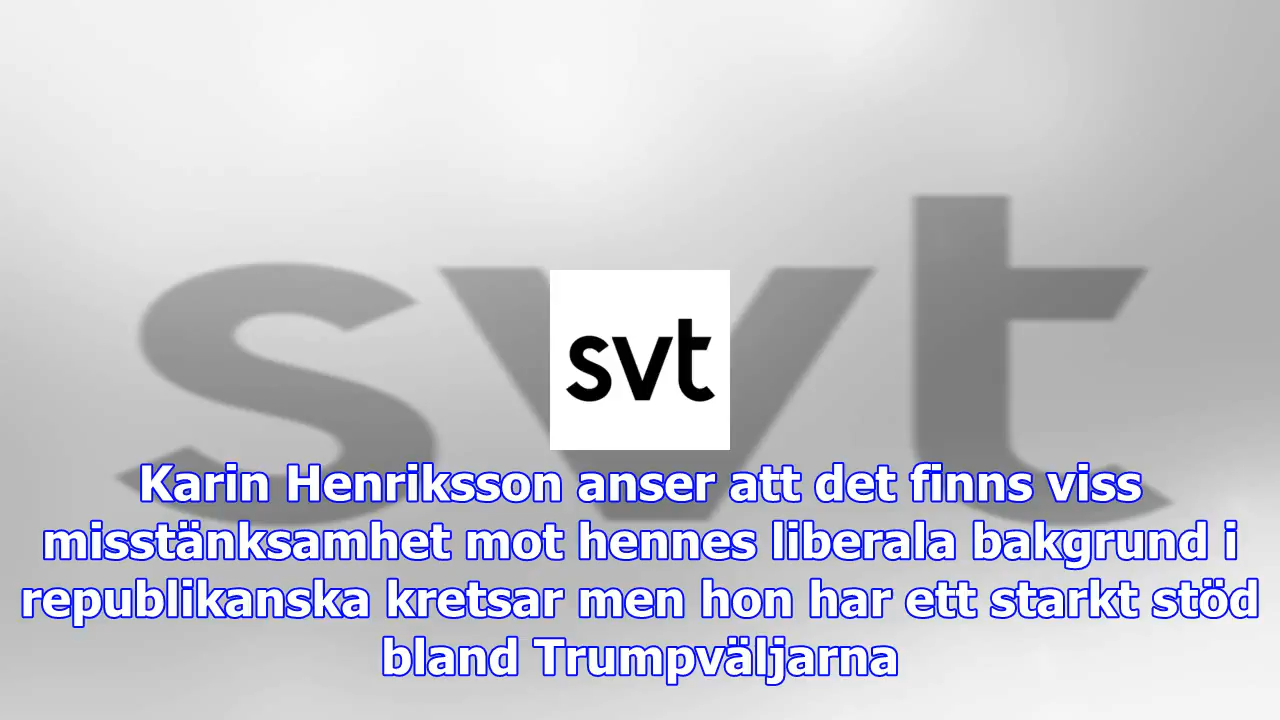 svt
svt
Karin Henriksson anser att det finns viss
misstänksamhet mot hennes liberala bakgrund i
republikanska kretsar men hon har ett starkt stöd
bland Trumpväljarna